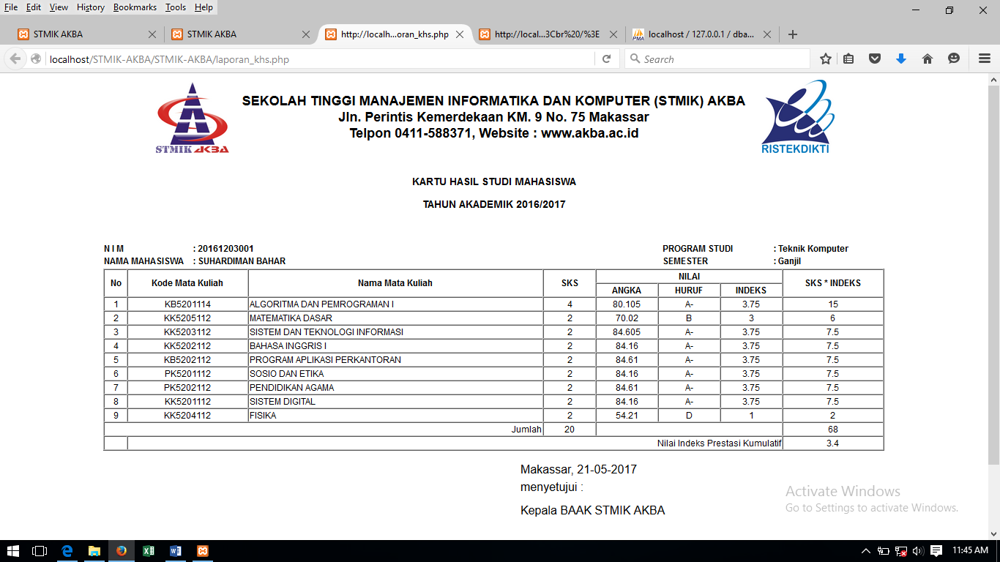 File Edit View History Bookmarks Tools Help
STMIK AKBA
STMIK AKBA
http://localh...oran_khs.php
http://local...3Cbr%20/%3E
PMA localhost / 127.0.0.1 / dba...
localhost/STMIK-AKBA/STMIK-AKBA/laporan_khs.php
Search
SEKOLAH TINGGI MANAJEMEN INFORMATIKA DAN KOMPUTER (STMIK) AKBA
Jln. Perintis Kemerdekaan KM. 9 No. 75 Makassar
Telpon 0411-588371, Website : www.akba.ac.id
STMIK AKBA
RISTEKDIKTI
KARTU HASIL STUDI MAHASISWA
TAHUN AKADEMIK 2016/2017
N I M : 20161203001 PROGRAM STUDI : Teknik Komputer
NAMA MAHASISWA : SUHARDIMAN BAHAR SEMESTER : Ganjil
No Kode Mata Kuliah Nama Mata Kuliah SKS NILAI SKS * INDEKS
ANGKA HURUF INDEKS
1 KB5201114 ALGORITMA DAN PEMROGRAMAN I 4 80.105 A- 3.75 15
2 KK5205112 MATEMATIKA DASAR 2 70.02 B 3 6
3 KK5203112 SISTEM DAN TEKNOLOGI INFORMASI 2 84.605 A- 3.75 7.5
4 KK5202112 BAHASA INGGRIS I 2 84.16 A- 3.75 7.5
5 KB5202112 PROGRAM APLIKASI PERKANTORAN 2 84.61 A- 3.75 7.5
6 PK5201112 SOSIO DAN ETIKA 2 84.16 A- 3.75 7.5
7 PK5202112 PENDIDIKAN AGAMA 2 84.61 A- 3.75 7.5
8 KK5201112 SISTEM DIGITAL 2 84.16 A- 3.75 7.5
9 KK5204112 FISIKA 2 54.21 D 1 2
Jumlah 20 68
Nilai Indeks Prestasi Kumulatif 3.4
Makassar, 21-05-2017
menyetujui :
Kepala BAAK STMIK AKBA
Activate Windows
Go to Settings to activate Windows.
11:45 AM